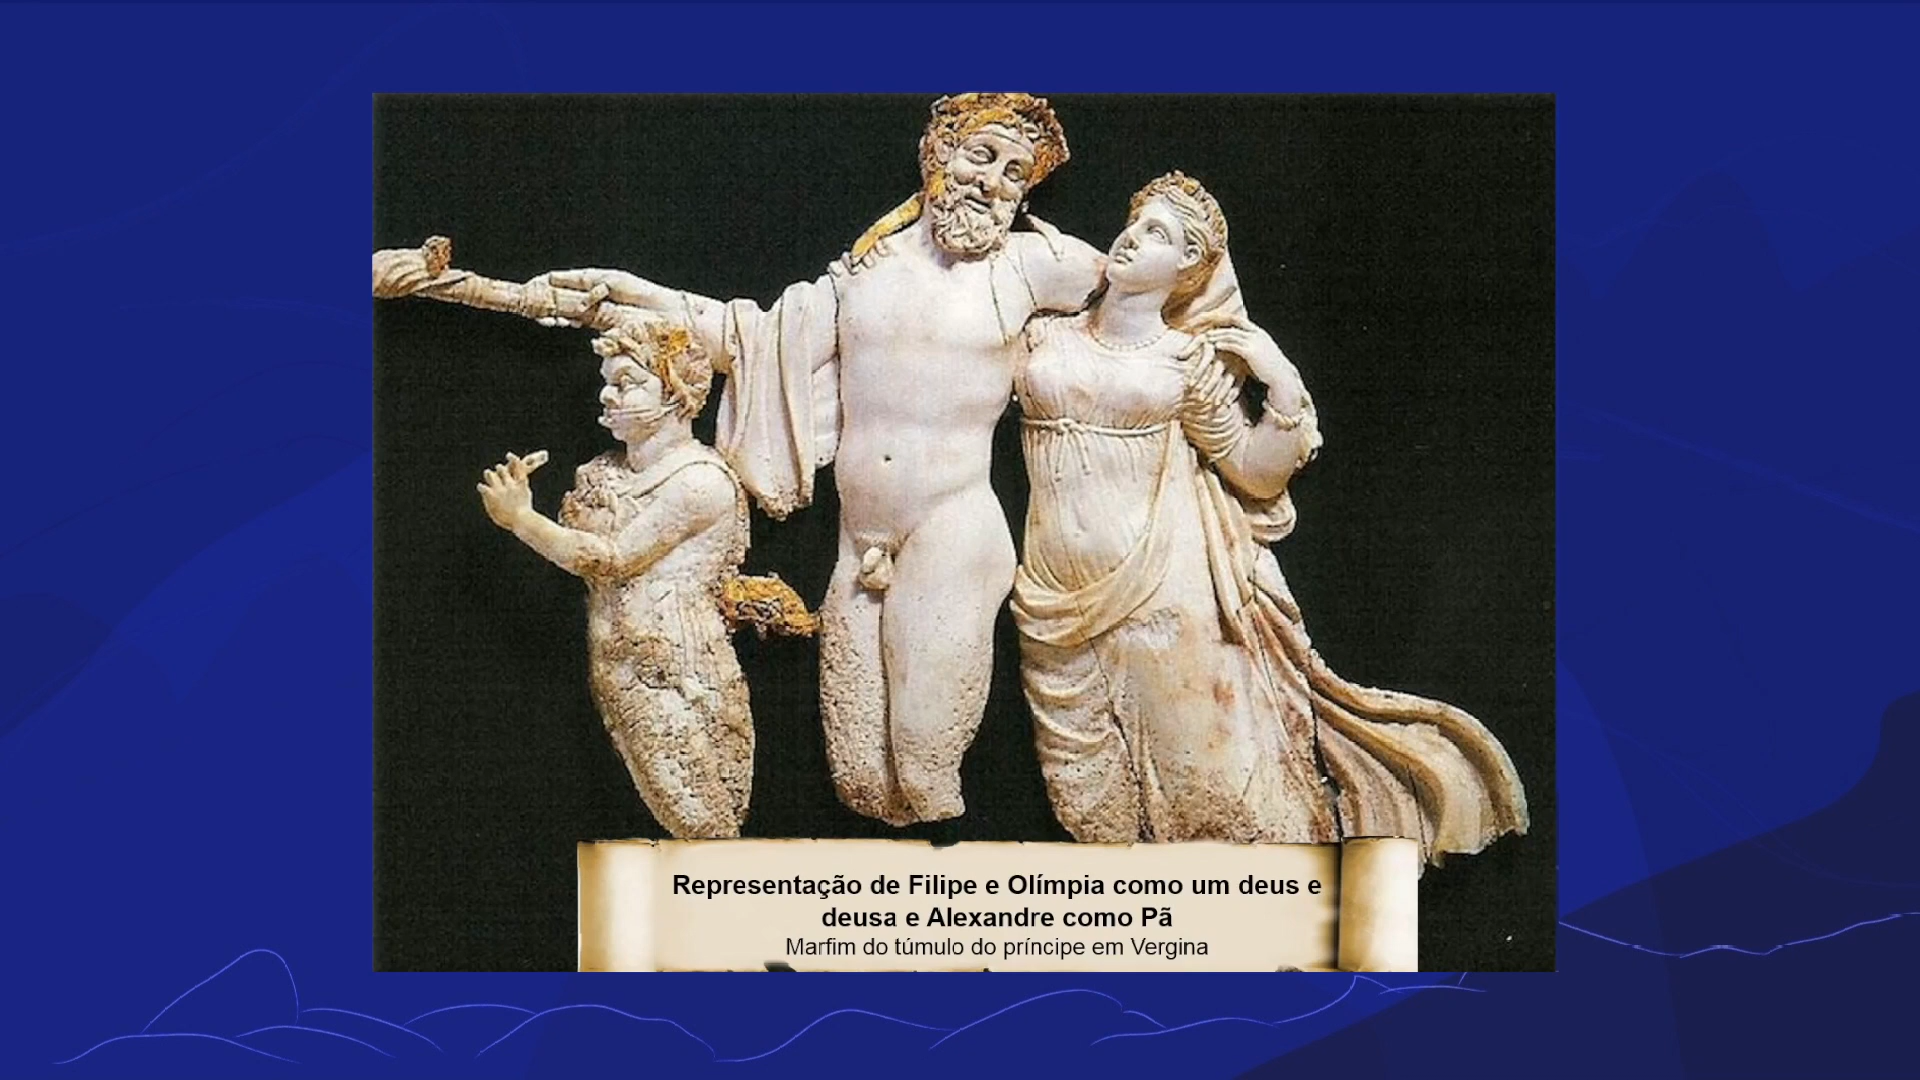 Representação de Filipe e Olímpia como um deus e
deusa e Alexandre como Pã
Marfim do túmulo do príncipe em Vergina